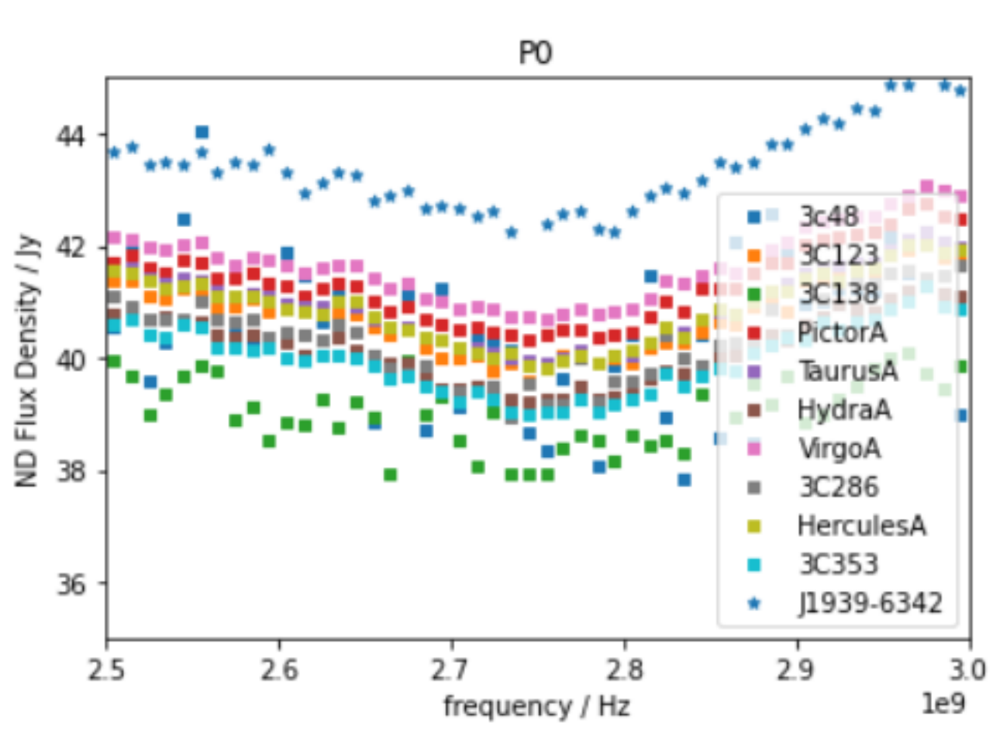 P0
ND Flux Density / Jy
44
42
40
38
36
2.5
2.6
2.7
2.8
2.9
3.0
frequency / Hz
1e9
3c48
3C123
3C138
PictorA
TaurusA
HydraA
VirgoA
3C286
HerculesA
3C353
J1939-6342